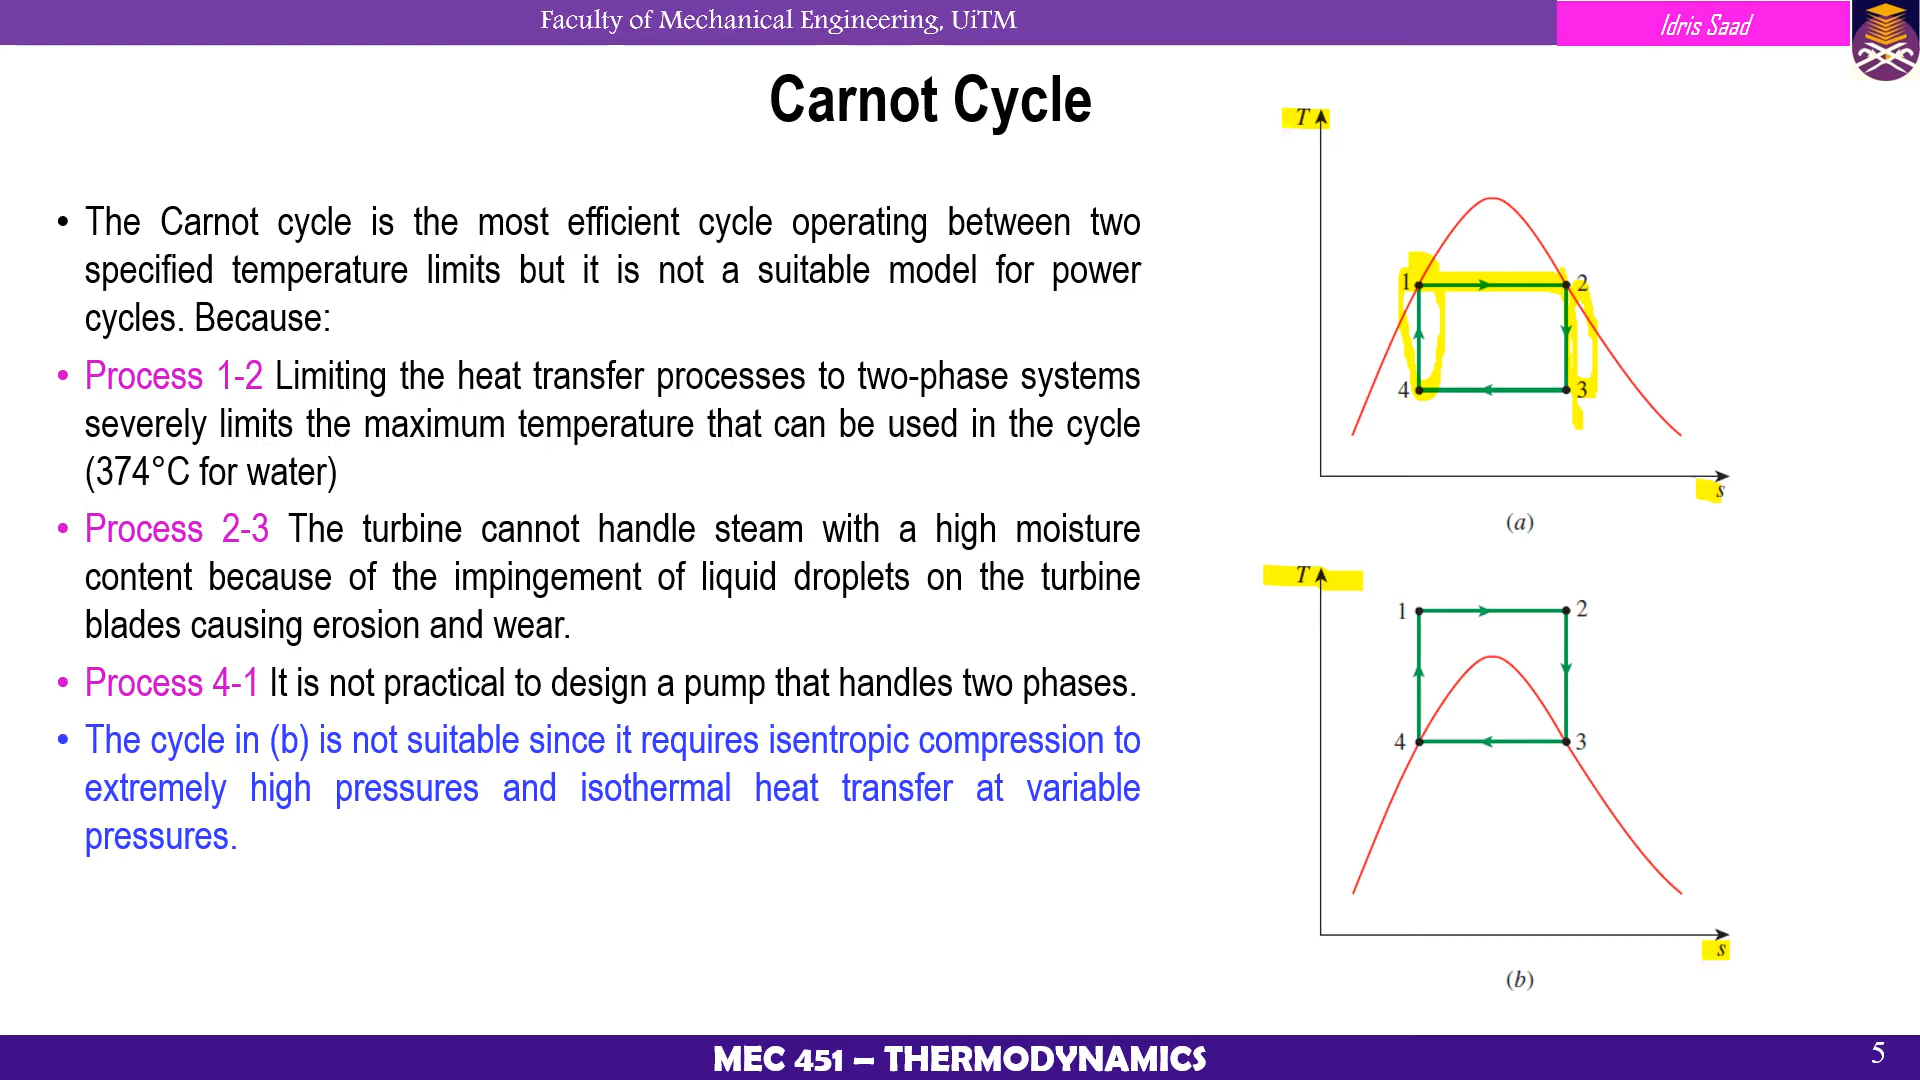 Faculty of Mechanical Engineering, UiTM
Idris Saad
Carnot Cycle
• The Carnot cycle is the most efficient cycle operating between two
specified temperature limits but it is not a suitable model for power
cycles. Because:
• Process 1-2 Limiting the heat transfer processes to two-phase systems
severely limits the maximum temperature that can be used in the cycle
(374°C for water)
• Process 2-3 The turbine cannot handle steam with a high moisture
content because of the impingement of liquid droplets on the turbine
blades causing erosion and wear.
• Process 4-1 It is not practical to design a pump that handles two phases.
• The cycle in (b) is not suitable since it requires isentropic compression to
extremely high pressures and isothermal heat transfer at variable
pressures.
T
1 2
4 3
s
(a)
T
1 2
4 3
s
(b)
MEC 451 – THERMODYNAMICS
5